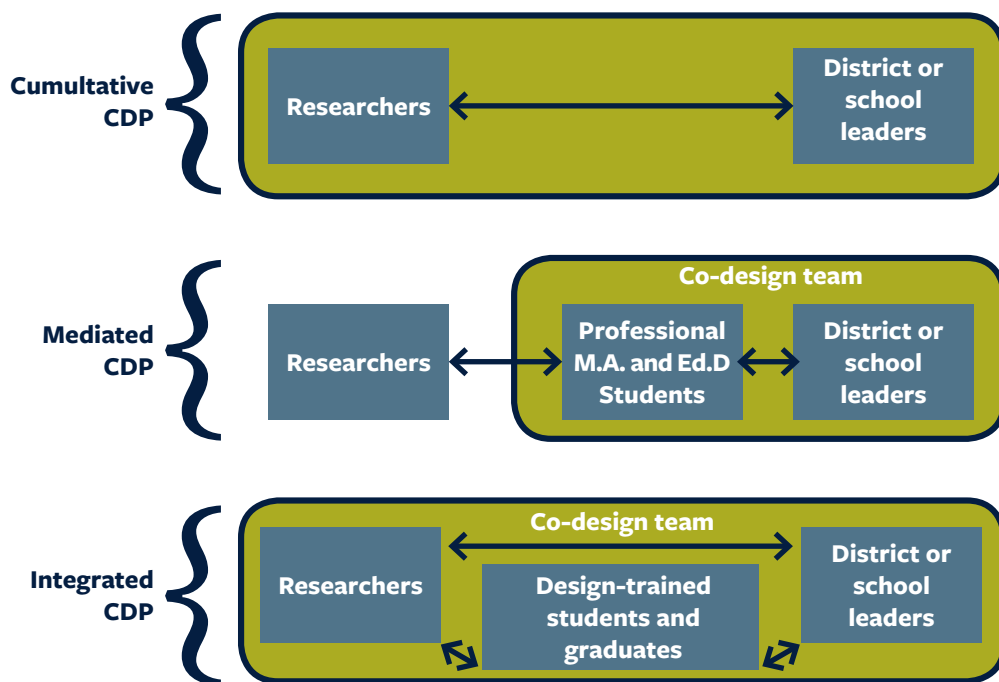 Cumultative
CDP
Researchers
District or
school
leaders
Mediated
CDP
Researchers
Co-design team
Professional
M.A. and Ed.D
Students
District or
school
leaders
Integrated
CDP
Co-design team
Researchers
Design-trained
students and
graduates
District or
school
leaders